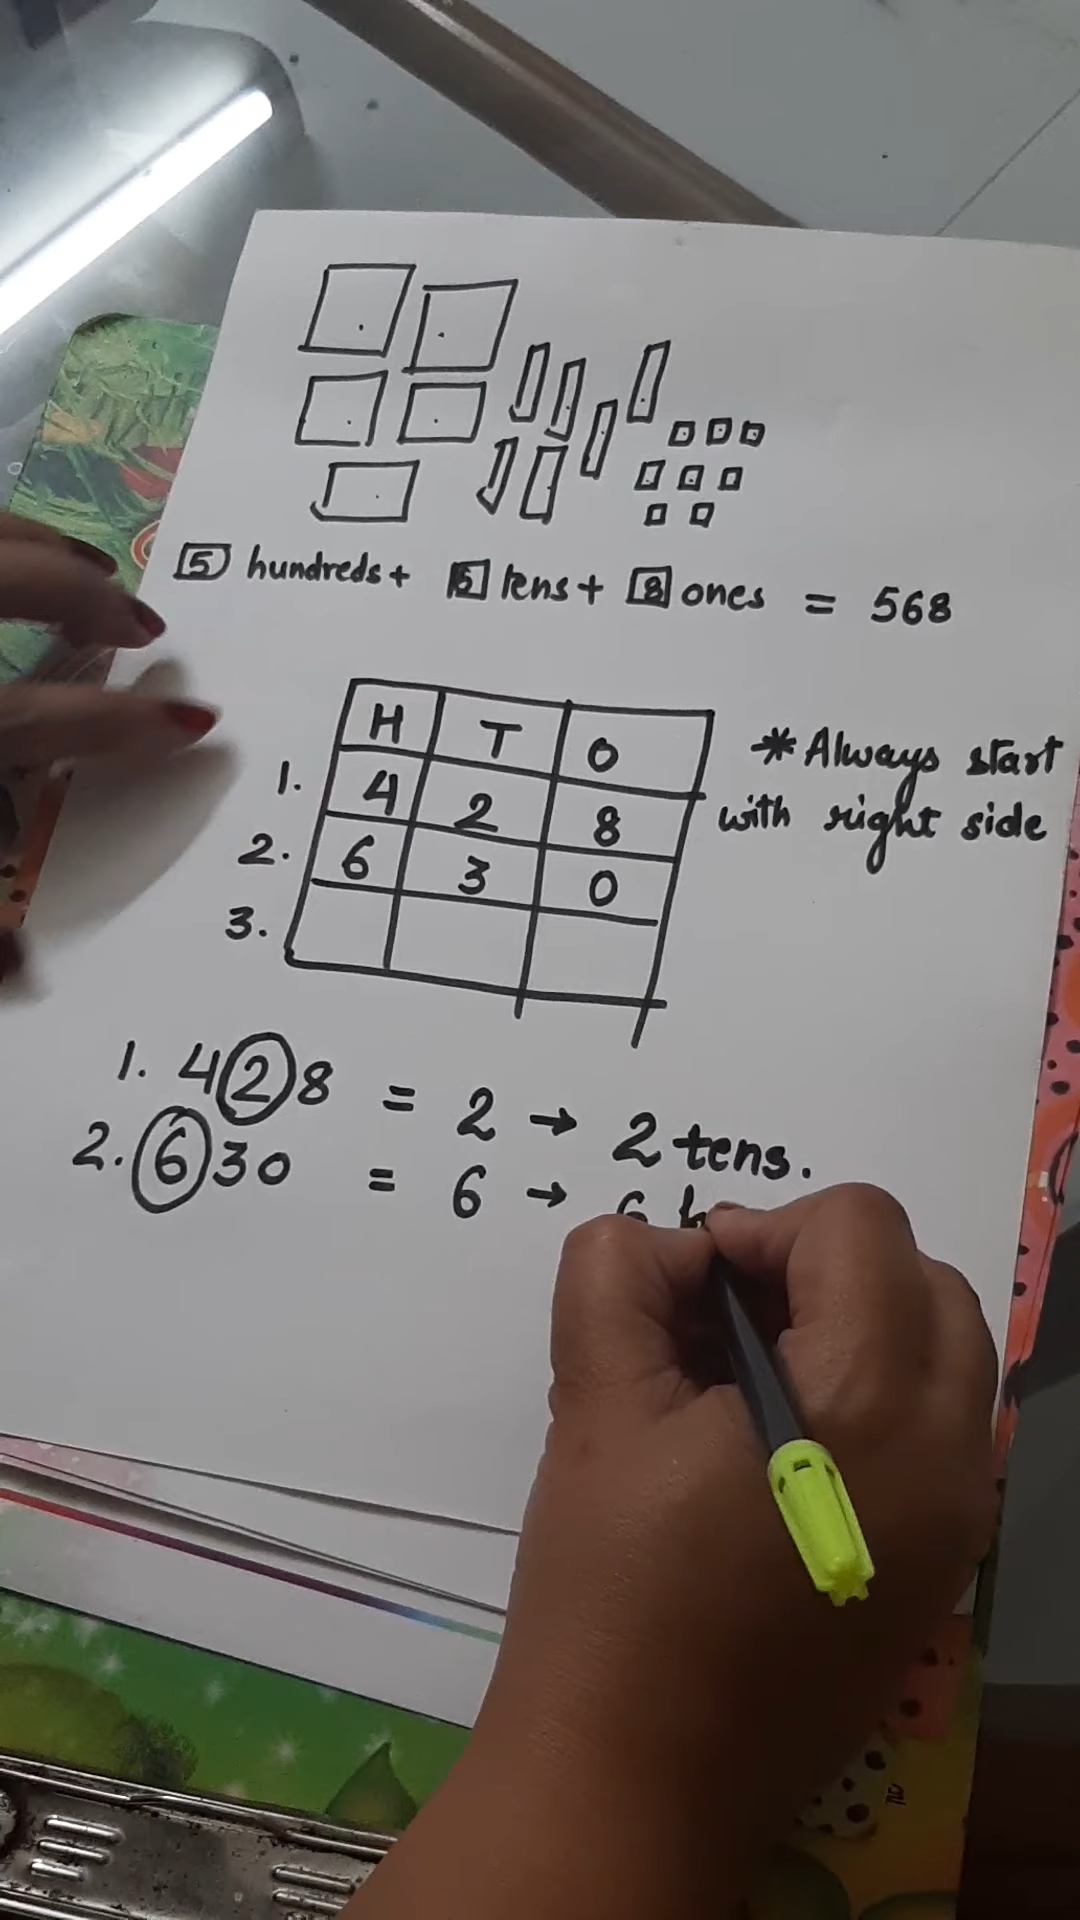 5 hundreds + 6 tens + 8 ones = 568
H T O
1. 4 2 8
2. 6 3 0
3.
* Always start
with right side
1. 428 = 2 → 2 tens.
2. 630 = 6 → 6 h